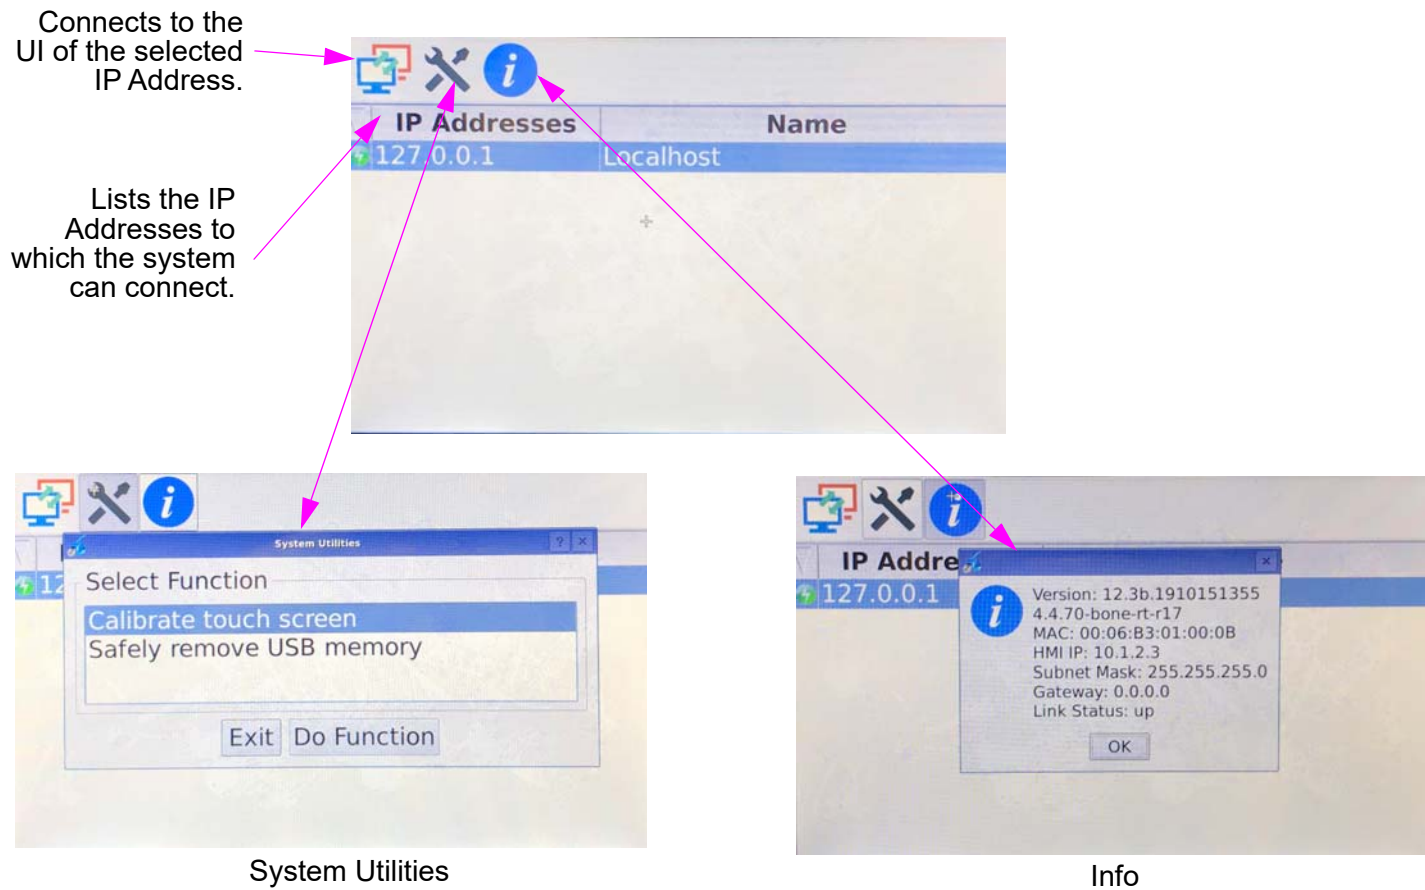 Connects to the
UI of the selected
IP Address.
IP Addresses Name
127.0.0.1 Localhost
Lists the IP
Addresses to
which the system
can connect.
System Utilities
Select Function
12
Calibrate touch screen
Safely remove USB memory
Exit Do Function
System Utilities
IP Addre
127.0.0.1
Version: 12.3b.1910151355
4.4.70-bone-rt-r17
MAC: 00:06:B3:01:00:0B
HMI IP: 10.1.2.3
Subnet Mask: 255.255.255.0
Gateway: 0.0.0.0
Link Status: up
OK
Info